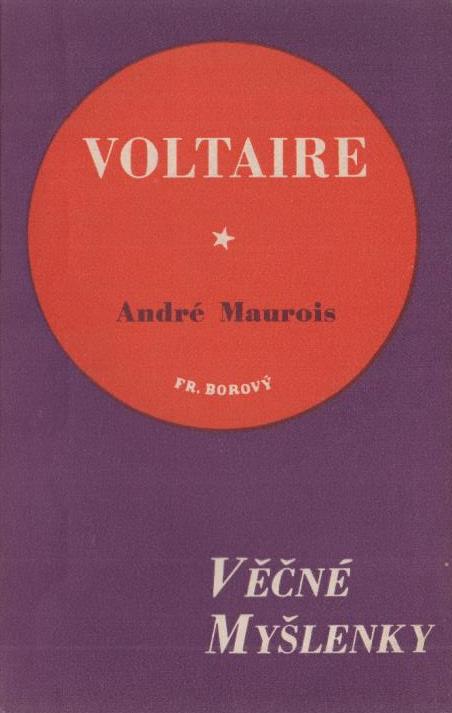 VOLTAIRE
André Maurois
FR. BOROVÝ
VĚČNÉ
MYŠLENKY